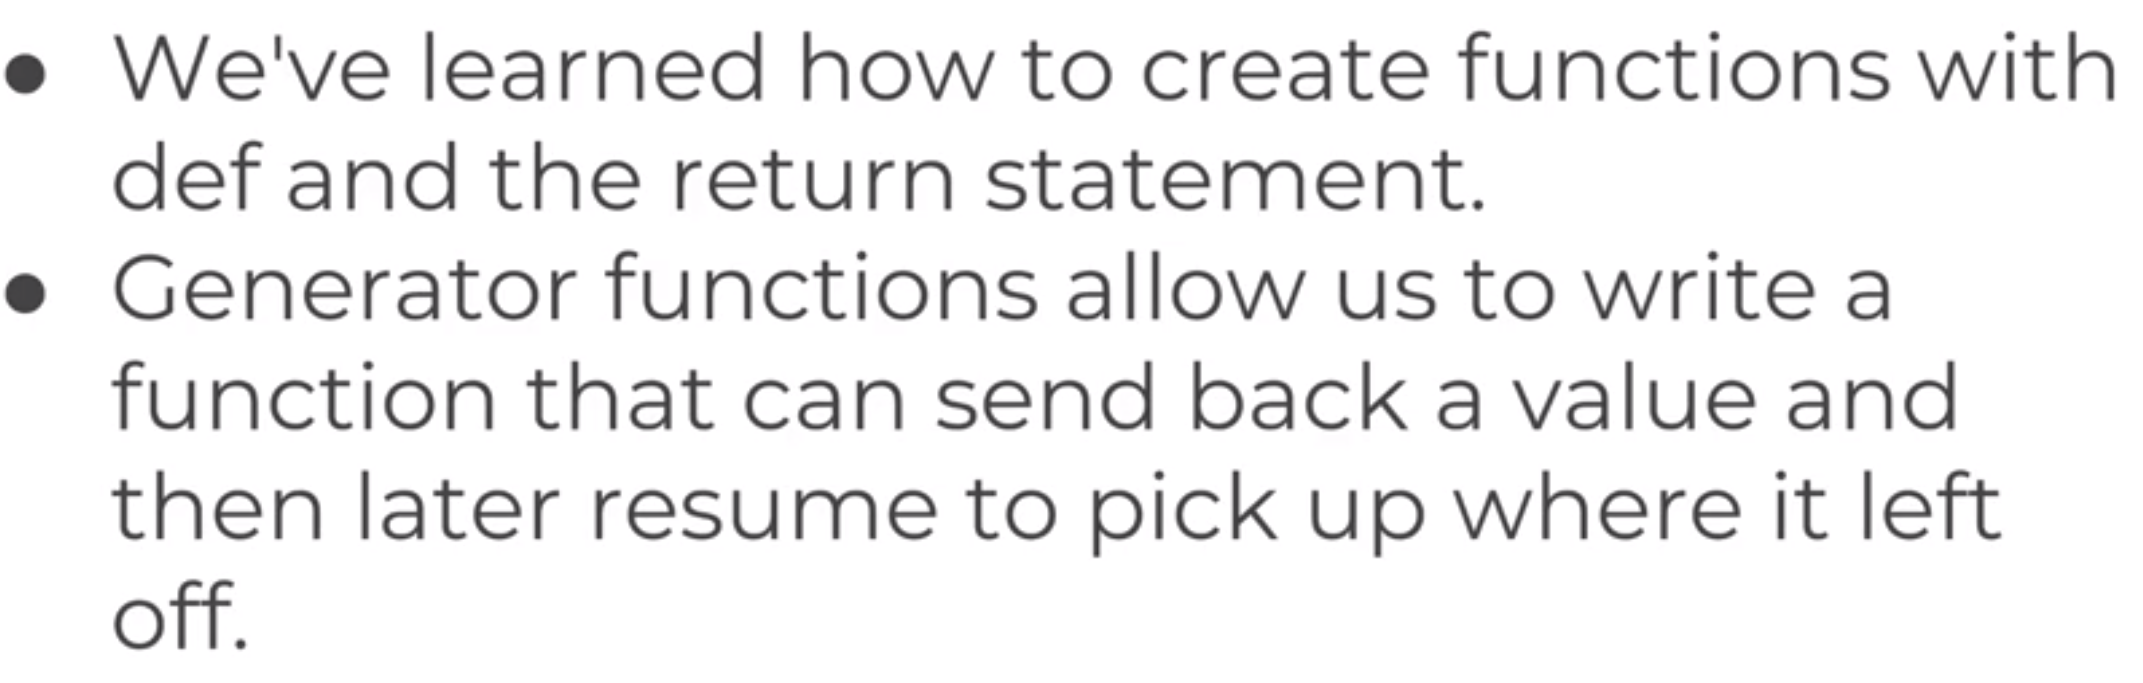 ● We've learned how to create functions with
def and the return statement.
● Generator functions allow us to write a
function that can send back a value and
then later resume to pick up where it left
off.